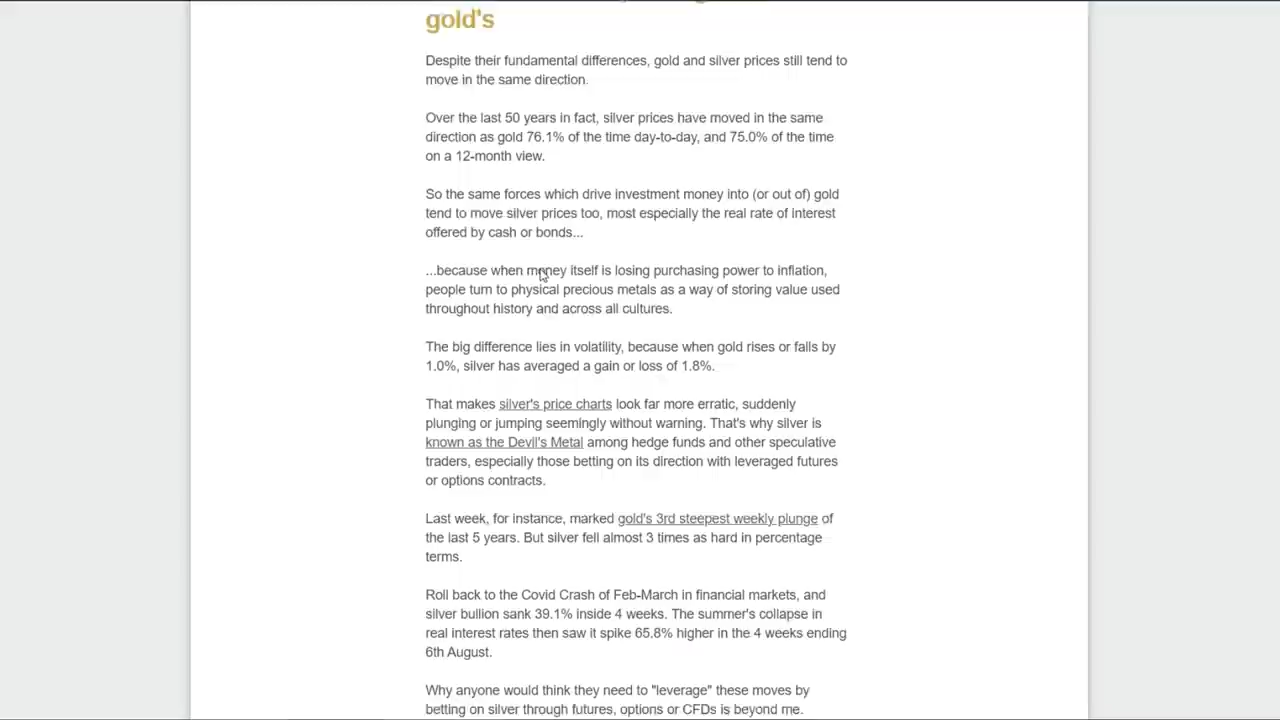 gold's
Despite their fundamental differences, gold and silver prices still tend to
move in the same direction.
Over the last 50 years in fact, silver prices have moved in the same
direction as gold 76.1% of the time day-to-day, and 75.0% of the time
on a 12-month view.
So the same forces which drive investment money into (or out of) gold
tend to move silver prices too, most especially the real rate of interest
offered by cash or bonds...
...because when money itself is losing purchasing power to inflation,
people turn to physical precious metals as a way of storing value used
throughout history and across all cultures.
The big difference lies in volatility, because when gold rises or falls by
1.0%, silver has averaged a gain or loss of 1.8%.
That makes silver's price charts look far more erratic, suddenly
plunging or jumping seemingly without warning. That's why silver is
known as the Devil's Metal among hedge funds and other speculative
traders, especially those betting on its direction with leveraged futures
or options contracts.
Last week, for instance, marked gold's 3rd steepest weekly plunge of
the last 5 years. But silver fell almost 3 times as hard in percentage
terms.
Roll back to the Covid Crash of Feb-March in financial markets, and
silver bullion sank 39.1% inside 4 weeks. The summer's collapse in
real interest rates then saw it spike 65.8% higher in the 4 weeks ending
6th August.
Why anyone would think they need to "leverage" these moves by
betting on silver through futures, options or CFDs is beyond me.